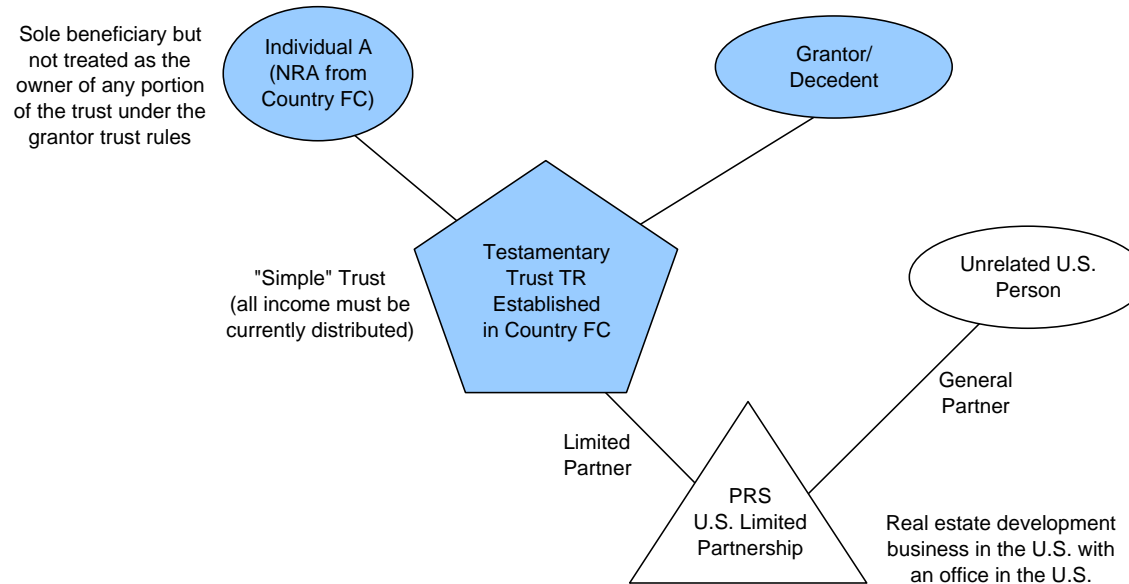 Sole beneficiary but
not treated as the
owner of any portion
of the trust under the
grantor trust rules
Individual A
(NRA from
Country FC)
Grantor/
Decedent
"Simple" Trust
(all income must be
currently distributed)
Testamentary
Trust TR
Established
in Country FC
Unrelated U.S.
Person
General
Partner
Limited
Partner
PRS
U.S. Limited
Partnership
Real estate development
business in the U.S. with
an office in the U.S.